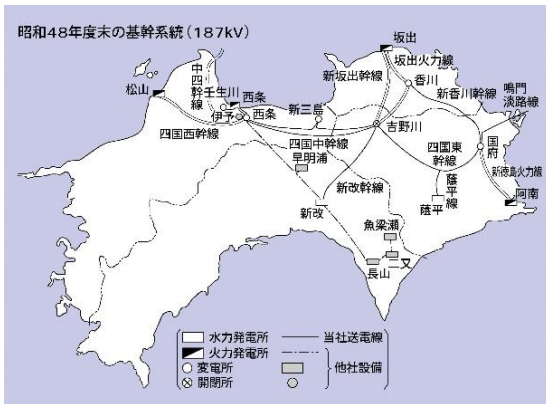 昭和48年度末の基幹系統(187kV)
坂出
坂出火力線
新坂出幹線
香川
新香川幹線
鳴門
淡路線
中四幹線
壬生川
松山
西条
西条
伊予
新三島
吉野川
四国西幹線
四国中幹線
四国東
幹線
国府
早明浦
新徳島火力線
新改幹線
阿南
蔭平線
蔭平
新改
魚梁瀬
二又
長山
水力発電所
当社送電線
火力発電所
変電所
他社設備
開閉所